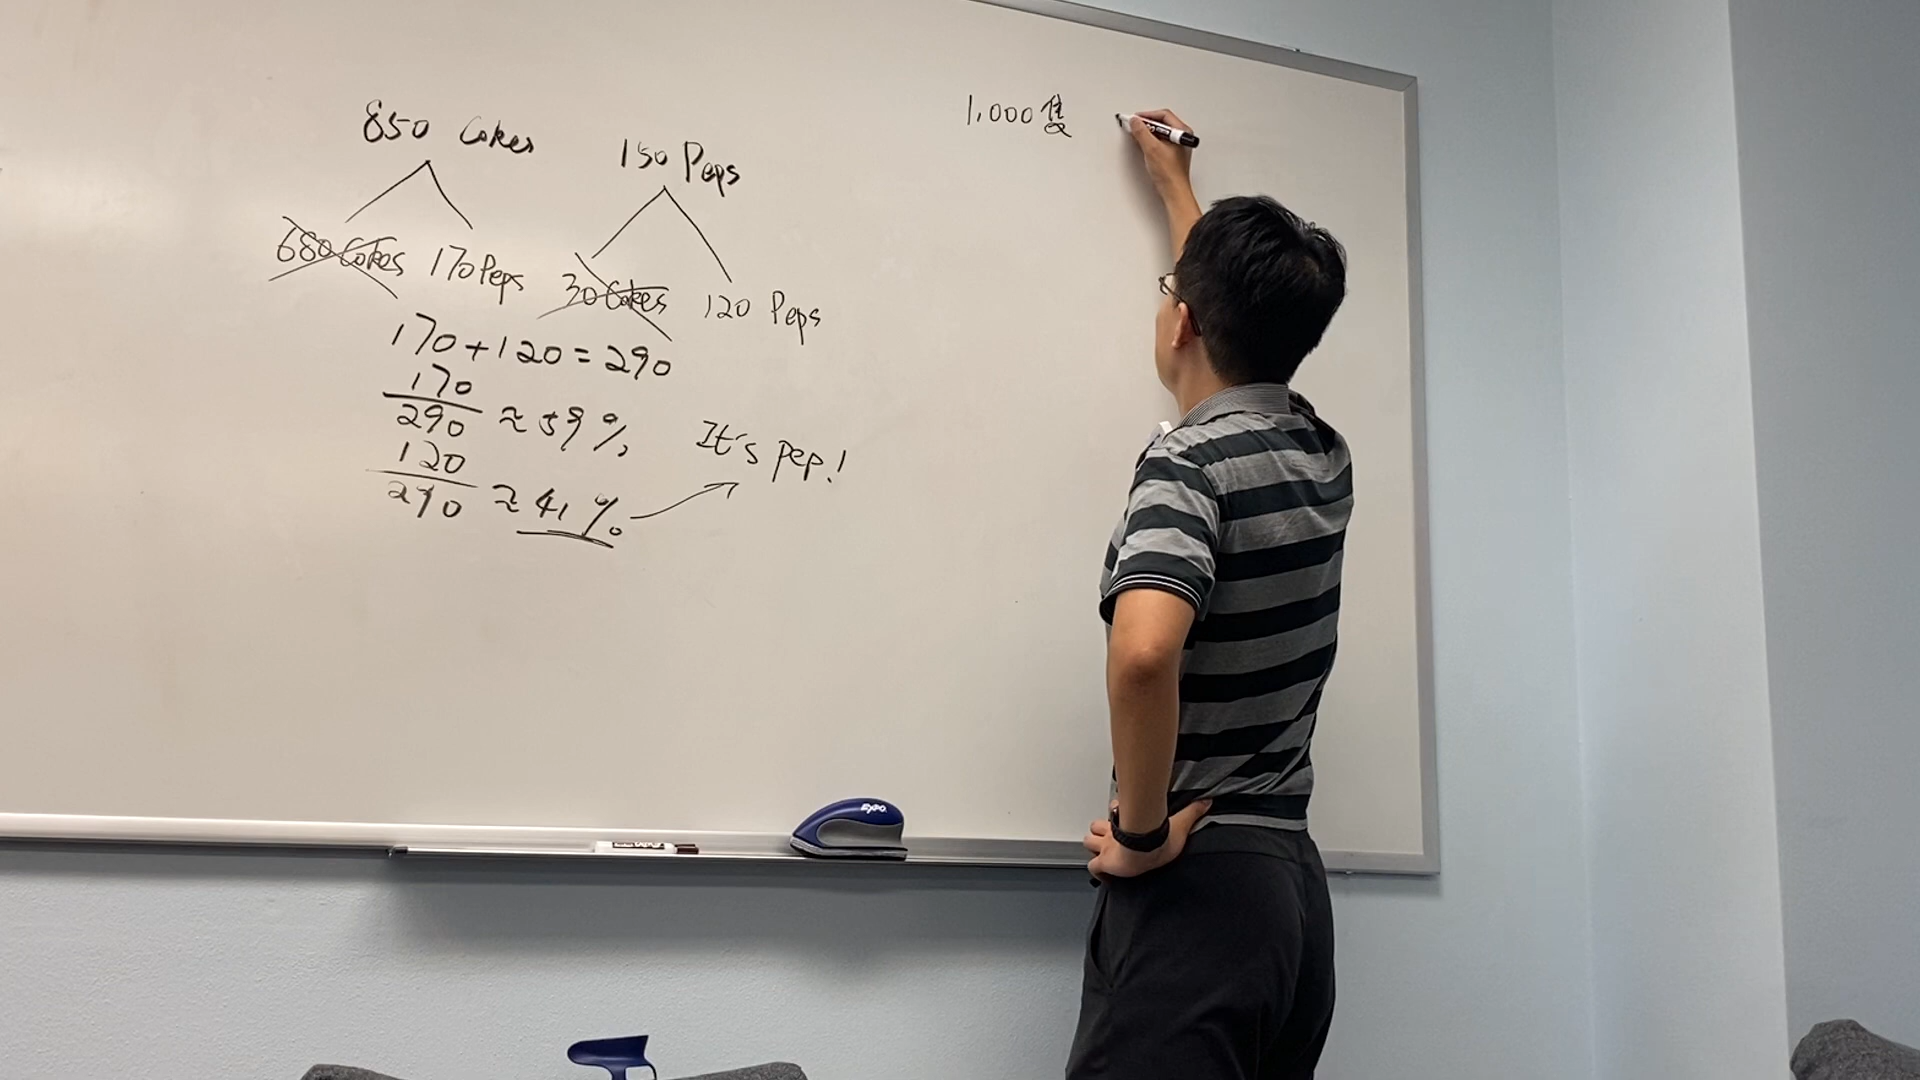 850 Cokes
150 Peps
680 Cokes 170 Peps
30 Cokes 120 Peps
170+120=290
170
290 ≈ 59%
120
290 ≈ 41%
It's pep!
1,000隻
EXPO